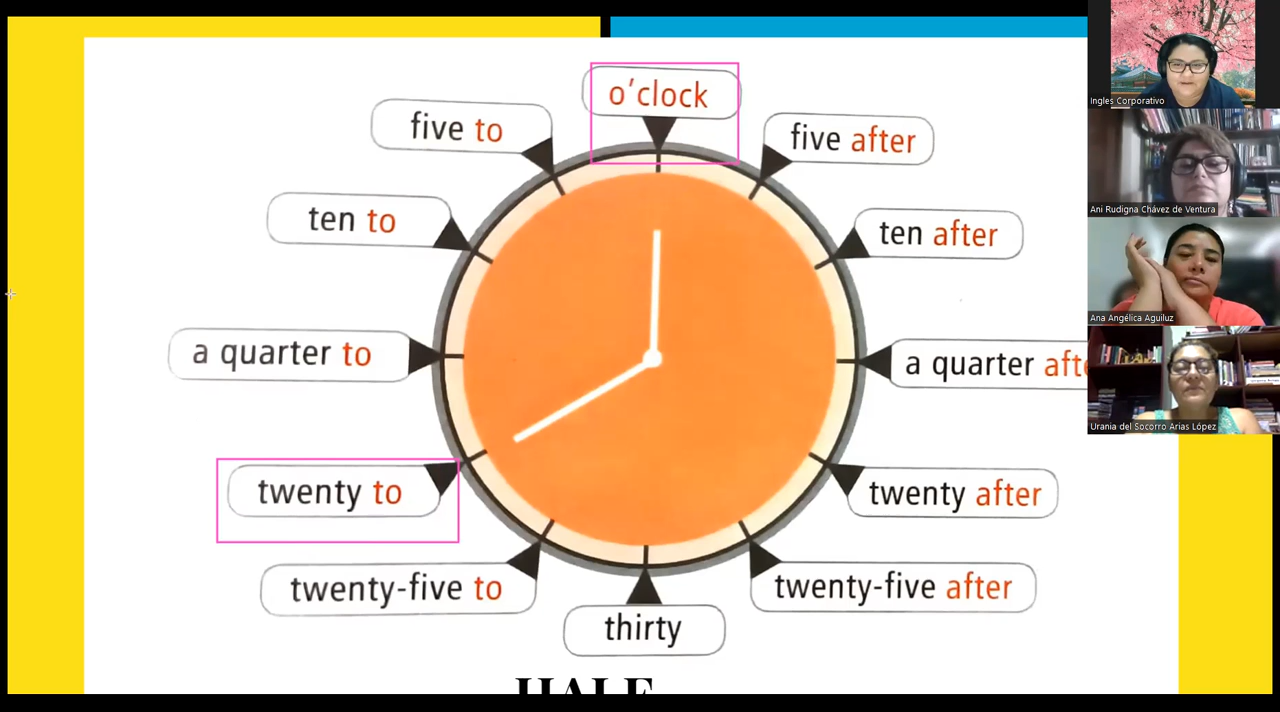 o'clock
five to
five after
ten to
ten after
a quarter to
a quarter afte
twenty to
twenty after
twenty-five to
twenty-five after
thirty
HALF
Ingles Corporativo
Ani Rudigna Chávez de Ventura
Ana Angélica Aguiluz
Urania del Socorro Arias López